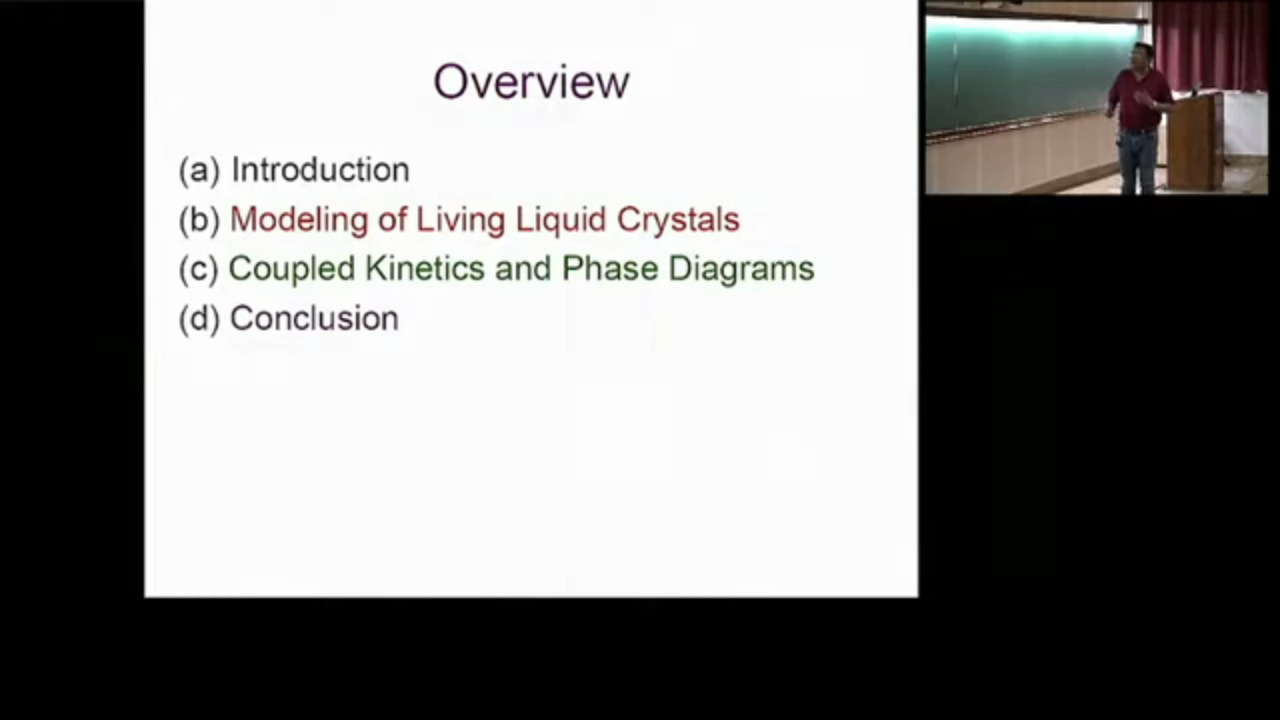 Overview
(a) Introduction
(b) Modeling of Living Liquid Crystals
(c) Coupled Kinetics and Phase Diagrams
(d) Conclusion